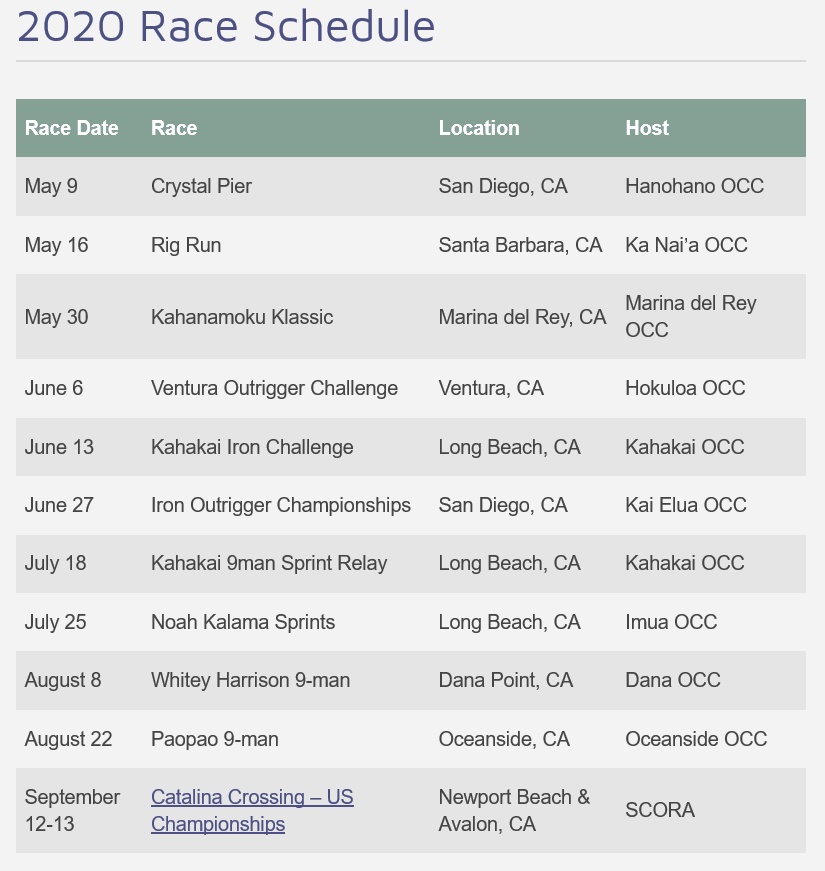 2020 Race Schedule
Race Date Race Location Host
May 9 Crystal Pier San Diego, CA Hanohano OCC
May 16 Rig Run Santa Barbara, CA Ka Nai’a OCC
May 30 Kahanamoku Klassic Marina del Rey, CA Marina del Rey
OCC
June 6 Ventura Outrigger Challenge Ventura, CA Hokuloa OCC
June 13 Kahakai Iron Challenge Long Beach, CA Kahakai OCC
June 27 Iron Outrigger Championships San Diego, CA Kai Elua OCC
July 18 Kahakai 9man Sprint Relay Long Beach, CA Kahakai OCC
July 25 Noah Kalama Sprints Long Beach, CA Imua OCC
August 8 Whitey Harrison 9-man Dana Point, CA Dana OCC
August 22 Paopao 9-man Oceanside, CA Oceanside OCC
September Catalina Crossing – US Newport Beach & SCORA
12-13 Championships Avalon, CA